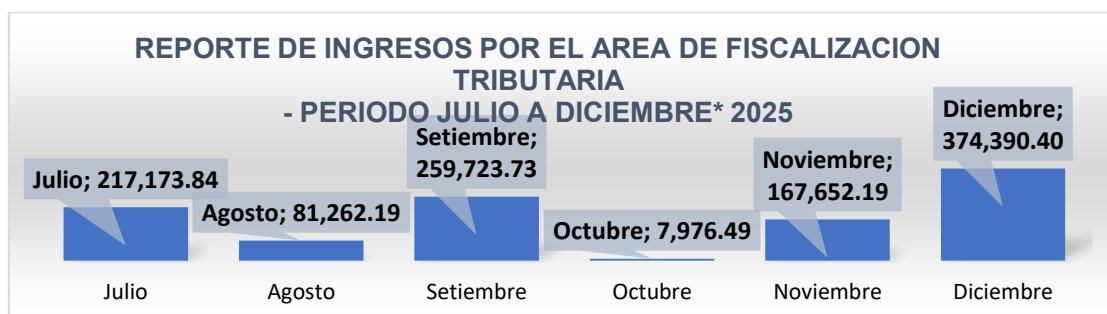 REPORTE DE INGRESOS POR EL AREA DE FISCALIZACION
TRIBUTARIA
- PERIODO JULIO A DICIEMBRE* 2025
Julio; 217,173.84
Agosto; 81,262.19
Setiembre;
259,723.73
Octubre; 7,976.49
Noviembre;
167,652.19
Diciembre;
374,390.40
Julio
Agosto
Setiembre
Octubre
Noviembre
Diciembre